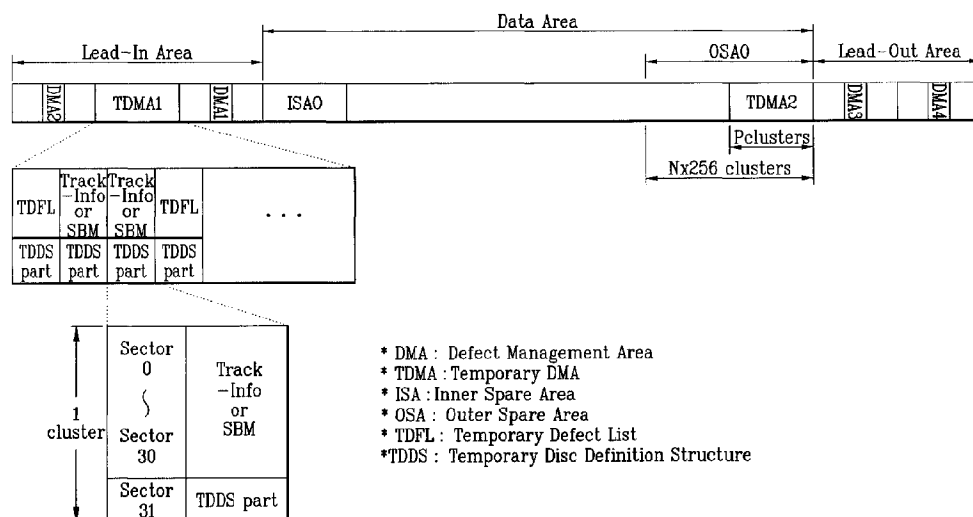 Data Area
Lead-In Area
OSA0
Lead-Out Area
DMA2
TDMA1
DMA1
ISA0
TDMA2
DMA3
DMA4
Pclusters
Nx256 clusters
TDFL
Track
-Info
or
SBM
Track
-Info
or
SBM
TDFL
. . .
TDDS
part
TDDS
part
TDDS
part
TDDS
part
1
cluster
Sector
0
Sector
30
Track
-Info
or
SBM
Sector
31
TDDS part
* DMA : Defect Management Area
* TDMA : Temporary DMA
* ISA : Inner Spare Area
* OSA : Outer Spare Area
* TDFL : Temporary Defect List
*TDDS : Temporary Disc Definition Structure